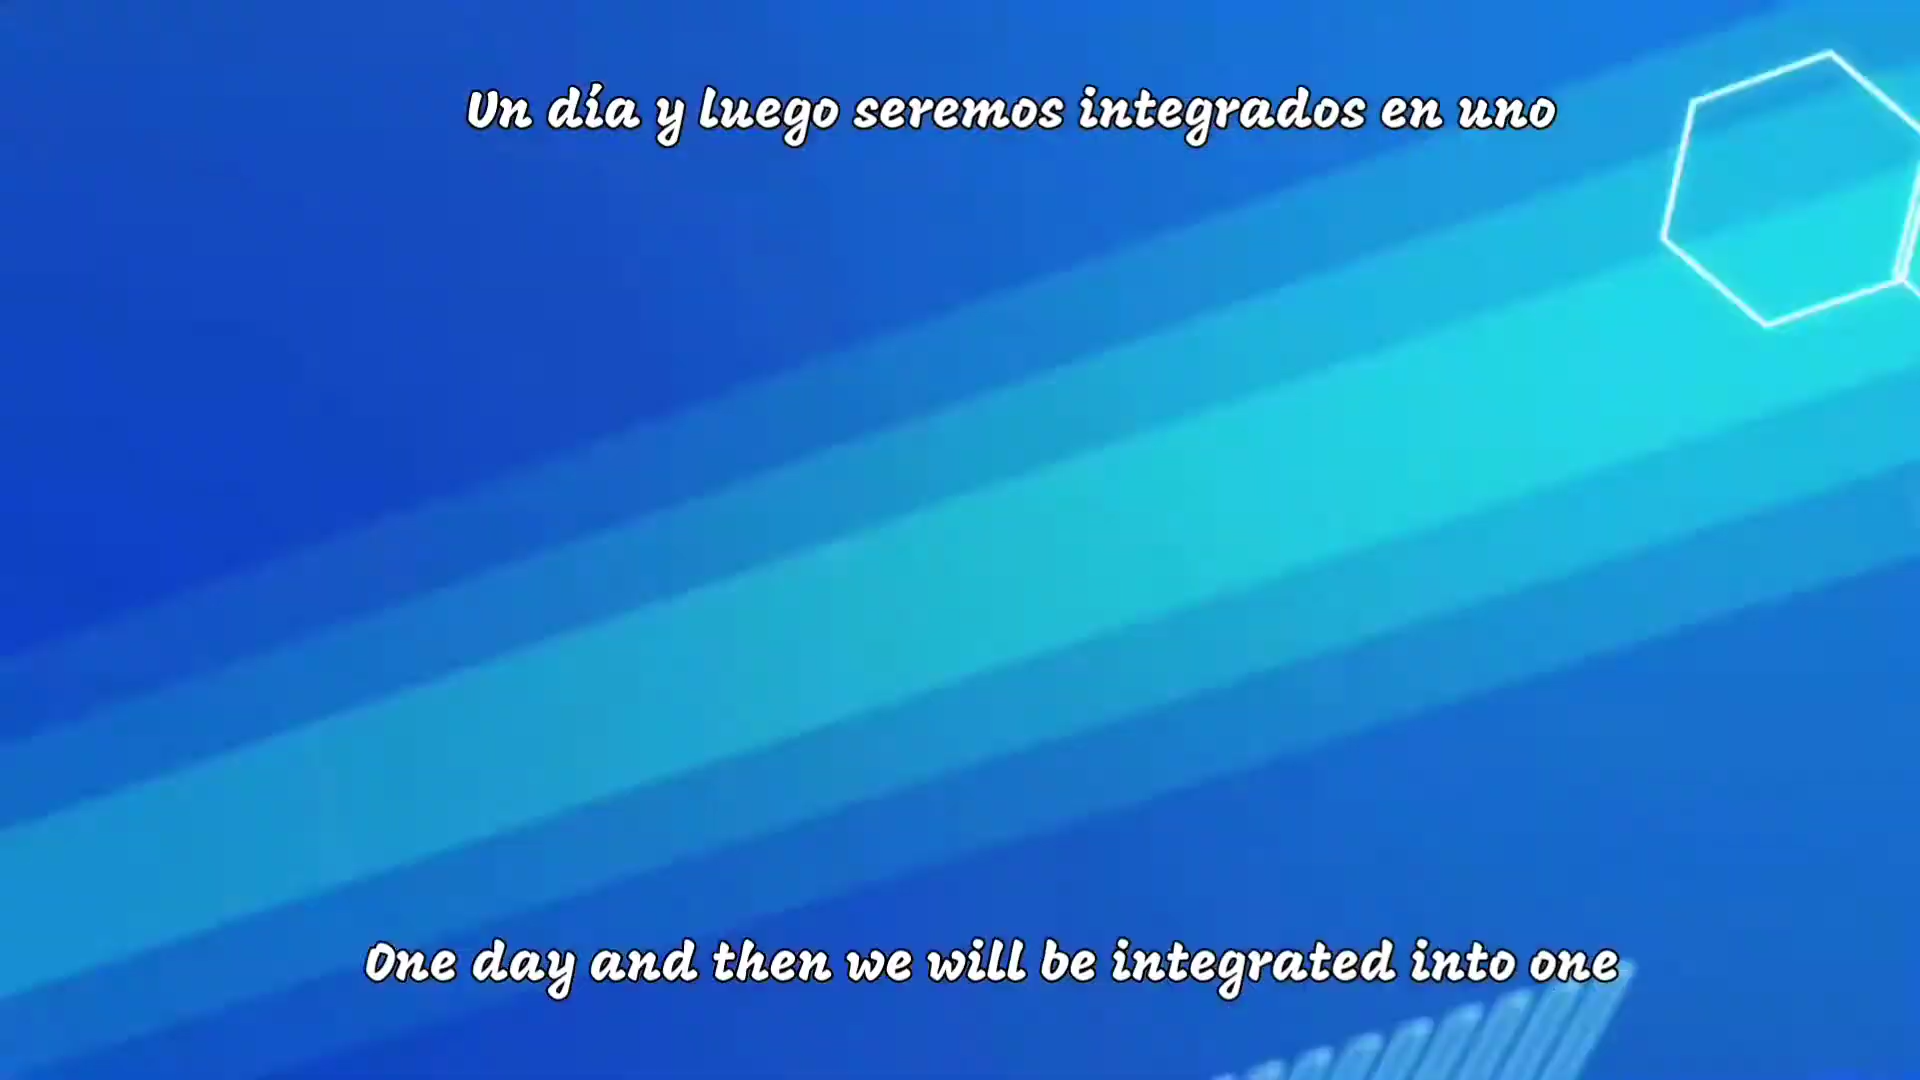 Un día y luego seremos integrados en uno
One day and then we will be integrated into one